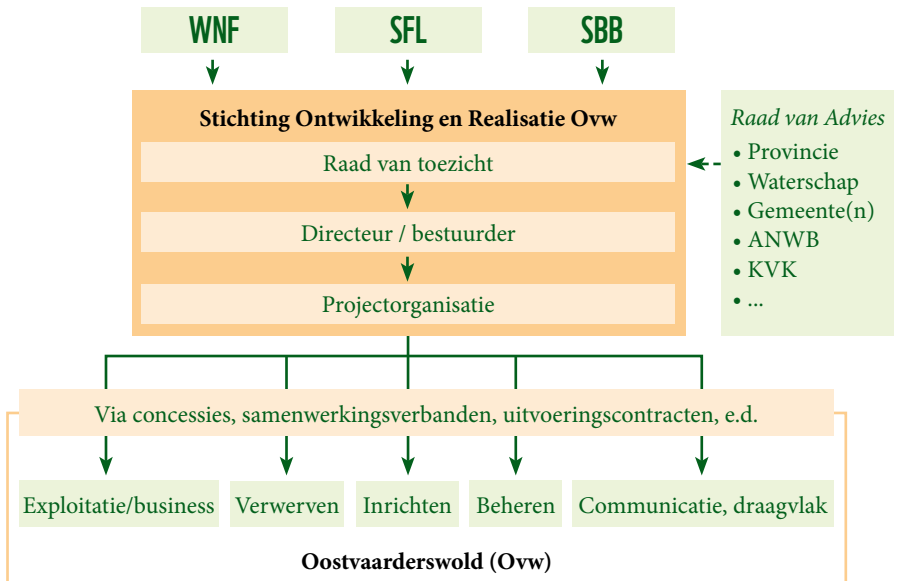 WNF
SFL
SBB
Stichting Ontwikkeling en Realisatie Ovw
Raad van toezicht
Directeur / bestuurder
Projectorganisatie
Raad van Advies
• Provincie
• Waterschap
• Gemeente(n)
• ANWB
• KVK
• ...
Via concessies, samenwerkingsverbanden, uitvoeringscontracten, e.d.
Exploitatie/business
Verwerven
Inrichten
Beheren
Communicatie, draagvlak
Oostvaarderswold (Ovw)